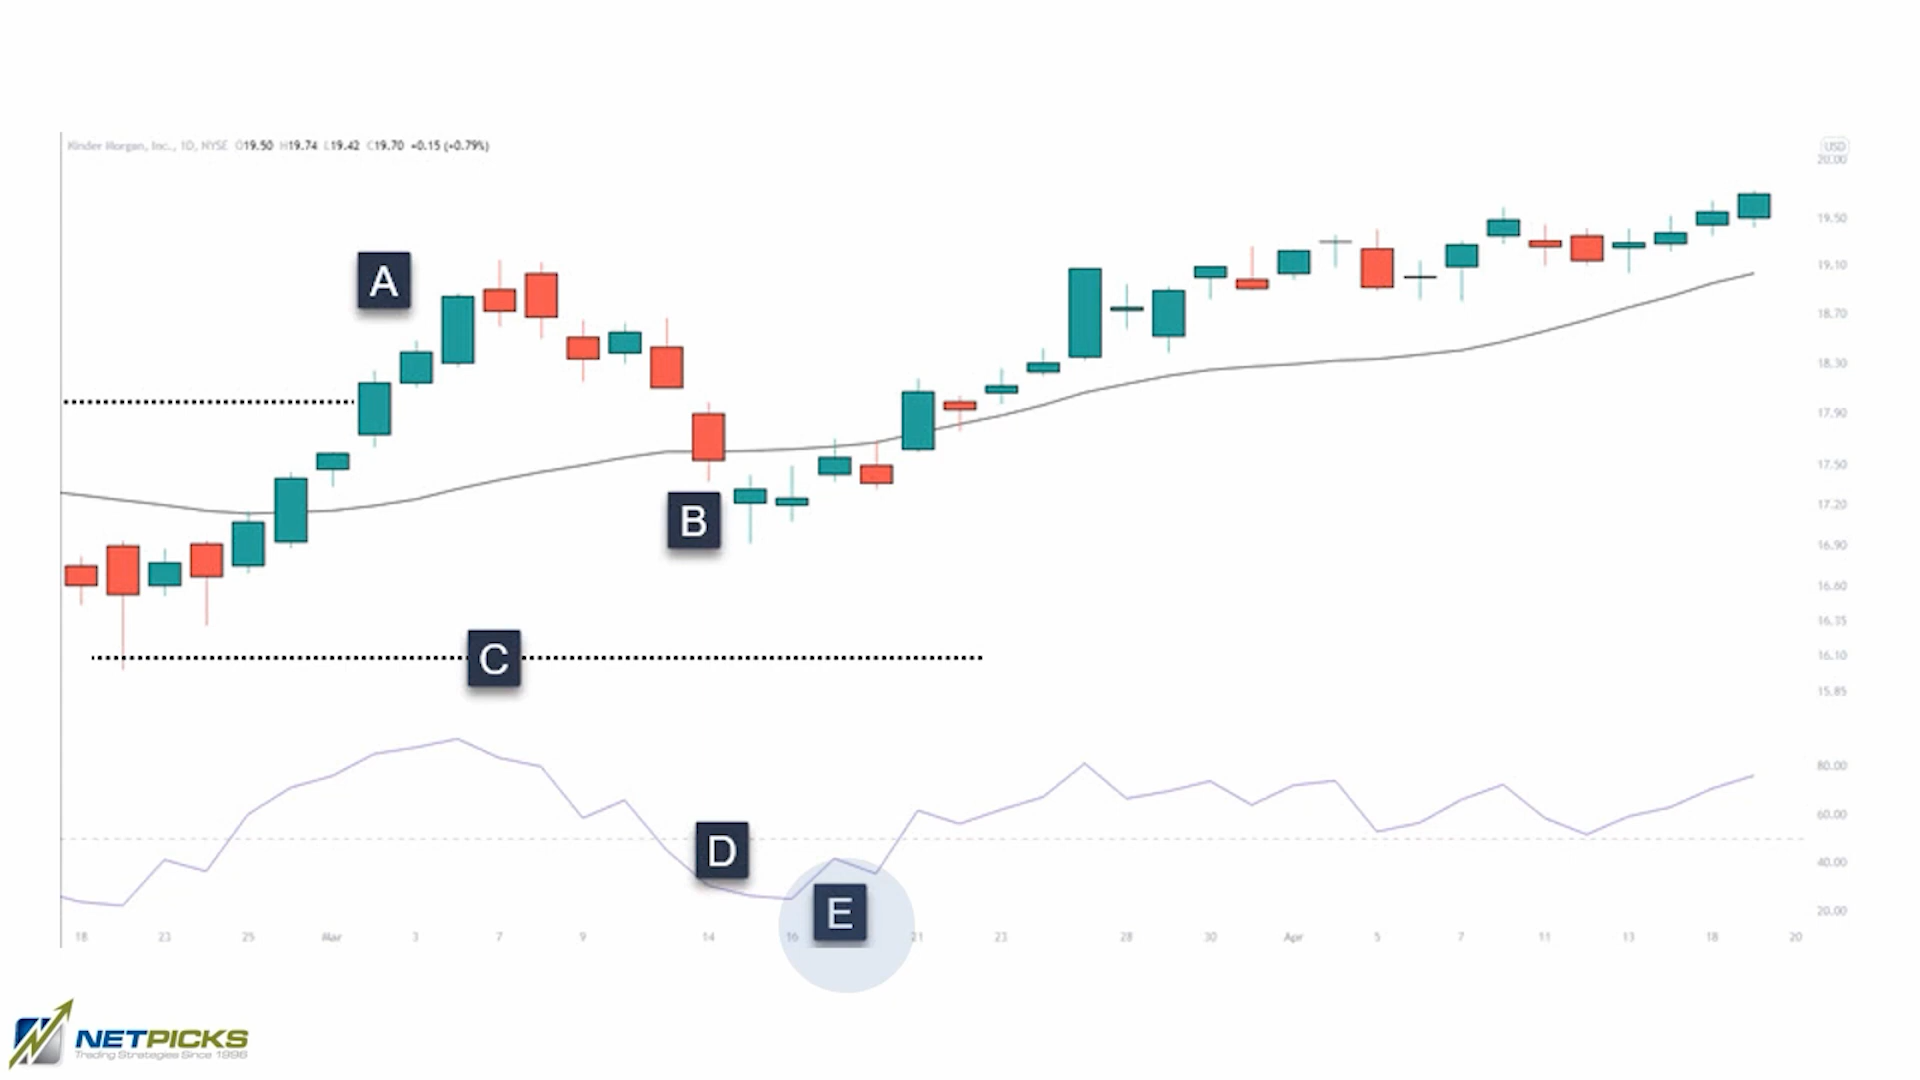 Kinder Morgan, Inc., 1D, NYSE O19.50 H19.74 L19.42 C19.70 +0.15 (+0.79%)
USD
20.00
19.50
19.10
18.70
18.30
17.90
17.50
17.20
16.90
16.60
16.35
16.10
15.85
A
B
C
80.00
60.00
40.00
20.00
D
E
18 23 25 Mar 3 7 9 14 16 21 23 28 30 Apr 5 7 11 13 18 20
NETPICKS
Trading Strategies Since 1996